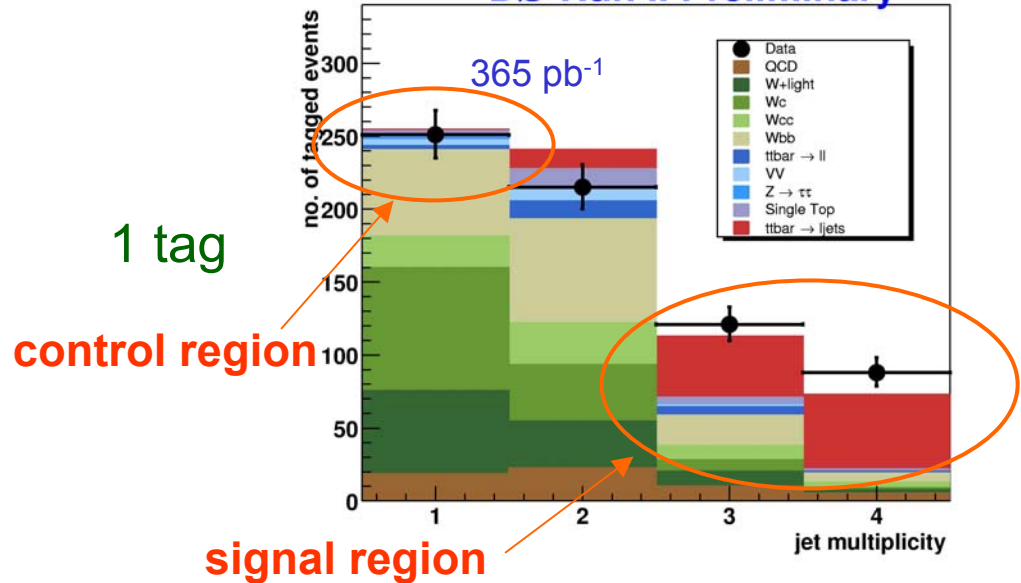 Preliminary
365 pb⁻¹
no. of tagged events
300
250
200
150
100
50
0
Data
QCD
W+light
Wc
Wcc
Wbb
ttbar → ll
VV
Z → ττ
Single Top
ttbar → ljets
1 tag
control region
signal region
1
2
3
4
jet multiplicity